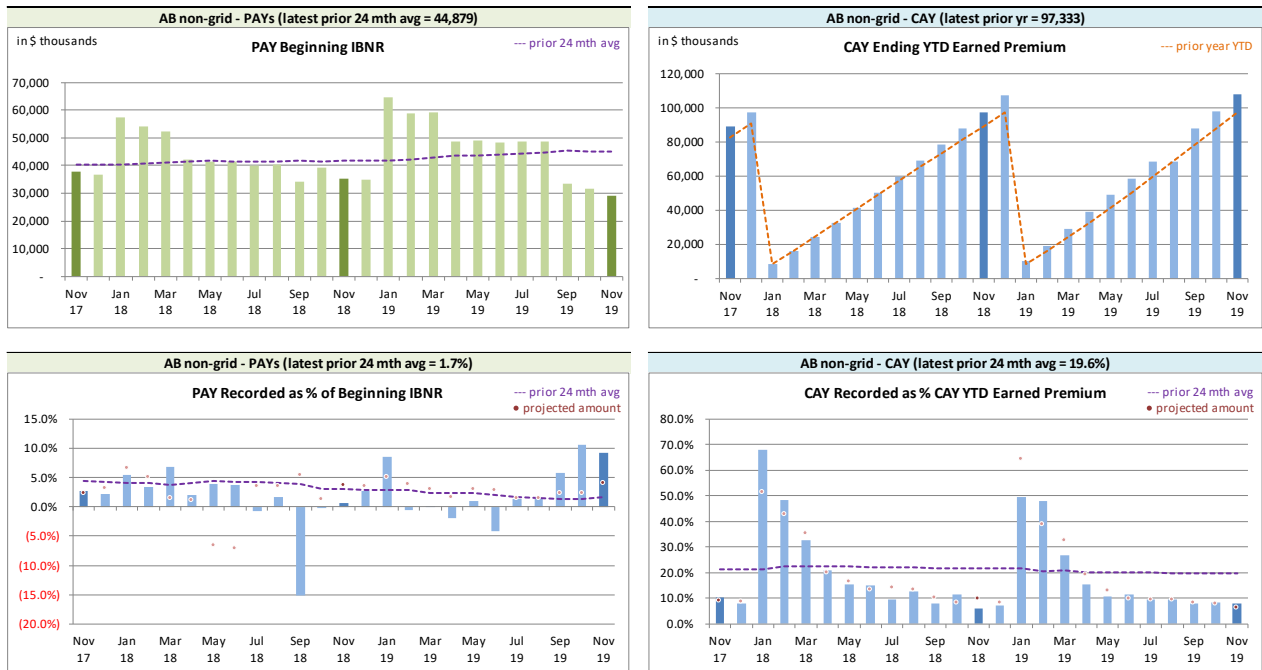 AB non-grid - PAYs (latest prior 24 mth avg = 44,879)
in $ thousands
PAY Beginning IBNR
--- prior 24 mth avg
70,000
60,000
50,000
40,000
30,000
20,000
10,000
-
Nov Jan Mar May Jul Sep Nov Jan Mar May Jul Sep Nov
17 18 18 18 18 18 18 19 19 19 19 19 19
AB non-grid - CAY (latest prior yr = 97,333)
in $ thousands
CAY Ending YTD Earned Premium
--- prior year YTD
120,000
100,000
80,000
60,000
40,000
20,000
-
Nov Jan Mar May Jul Sep Nov Jan Mar May Jul Sep Nov
17 18 18 18 18 18 18 19 19 19 19 19 19
AB non-grid - PAYs (latest prior 24 mth avg = 1.7%)
PAY Recorded as % of Beginning IBNR
--- prior 24 mth avg
• projected amount
15.0%
10.0%
5.0%
0.0%
(5.0%)
(10.0%)
(15.0%)
(20.0%)
Nov Jan Mar May Jul Sep Nov Jan Mar May Jul Sep Nov
17 18 18 18 18 18 18 19 19 19 19 19 19
AB non-grid - CAY (latest prior 24 mth avg = 19.6%)
CAY Recorded as % CAY YTD Earned Premium
--- prior 24 mth avg
• projected amount
80.0%
70.0%
60.0%
50.0%
40.0%
30.0%
20.0%
10.0%
0.0%
Nov Jan Mar May Jul Sep Nov Jan Mar May Jul Sep Nov
17 18 18 18 18 18 18 19 19 19 19 19 19